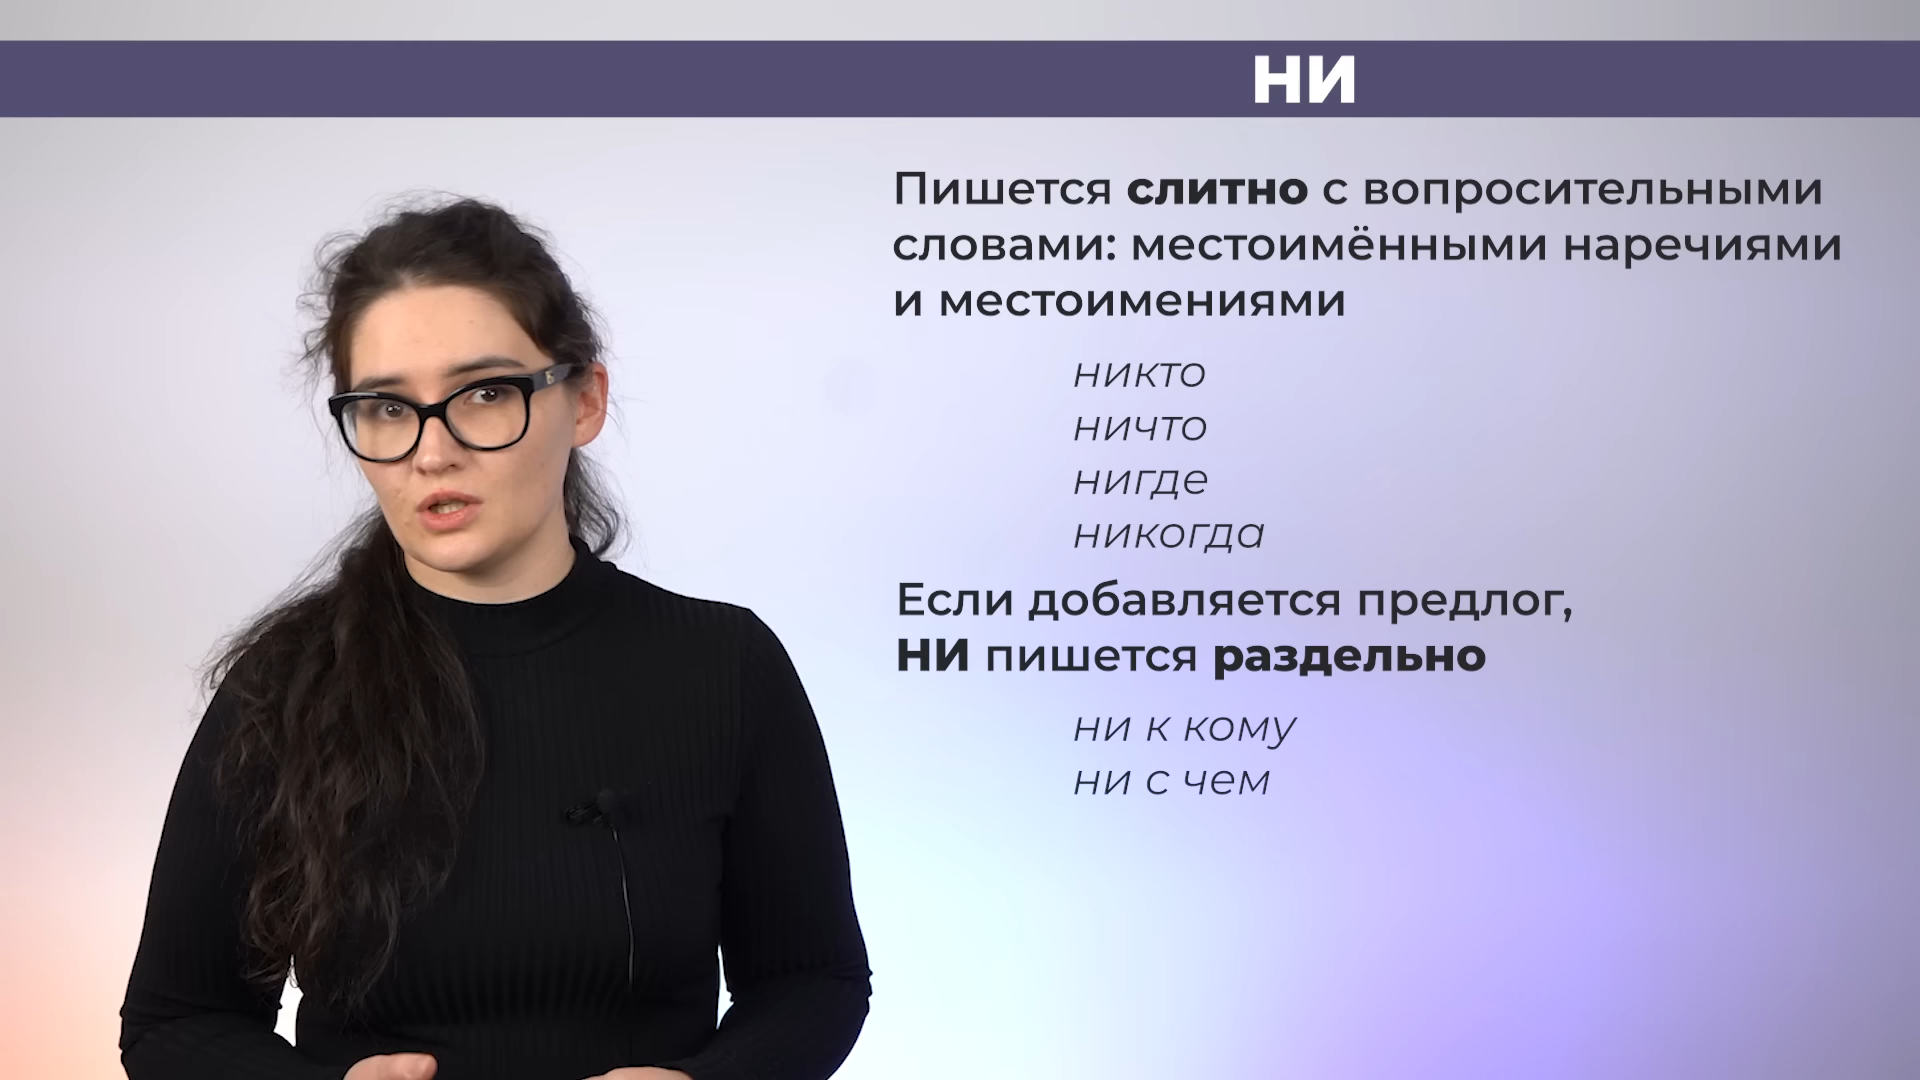 НИ
Пишется слитно с вопросительными
словами: местоимёнными наречиями
и местоимениями
никто
ничто
нигде
никогда
Если добавляется предлог,
НИ пишется раздельно
ни к кому
ни с чем